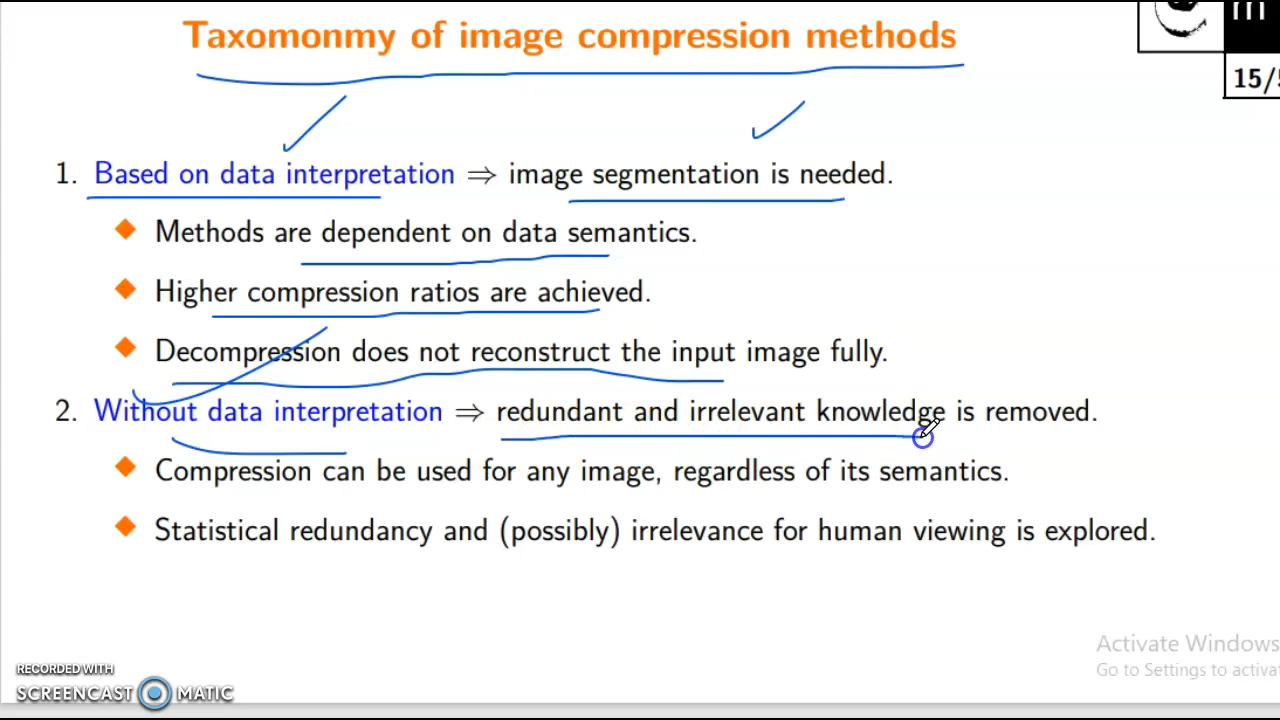 Taxomonmy of image compression methods
m
15/5
1. Based on data interpretation ⇒ image segmentation is needed.
Methods are dependent on data semantics.
Higher compression ratios are achieved.
Decompression does not reconstruct the input image fully.
2. Without data interpretation ⇒ redundant and irrelevant knowledge is removed.
Compression can be used for any image, regardless of its semantics.
Statistical redundancy and (possibly) irrelevance for human viewing is explored.
Activate Windows
Go to Settings to activa
RECORDED WITH
SCREENCAST MATIC